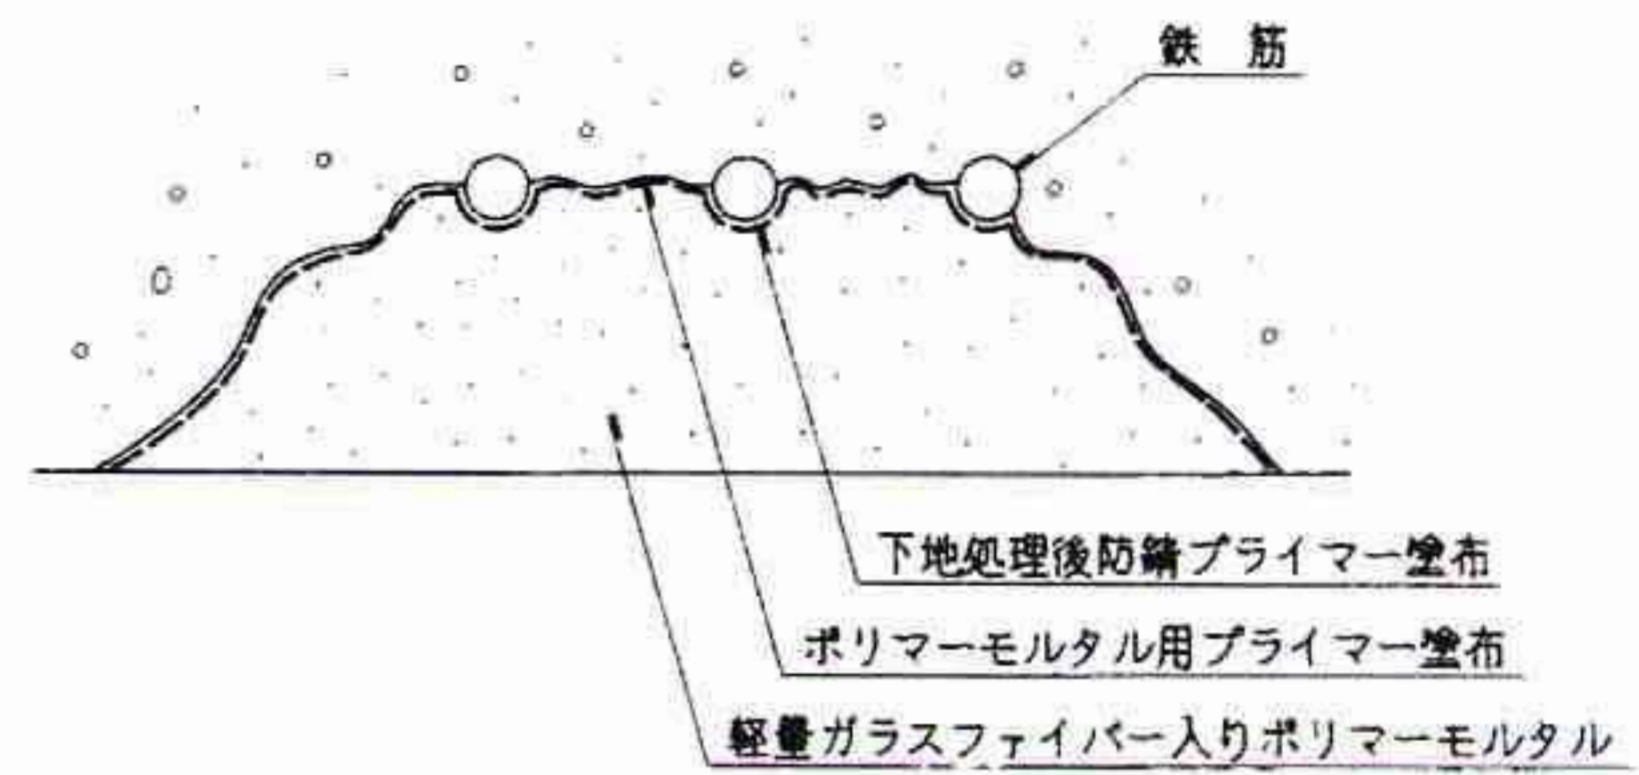 鉄 筋
下地処理後防錆プライマー塗布
ポリマーモルタル用プライマー塗布
軽量ガラスファイバー入りポリマーモルタル